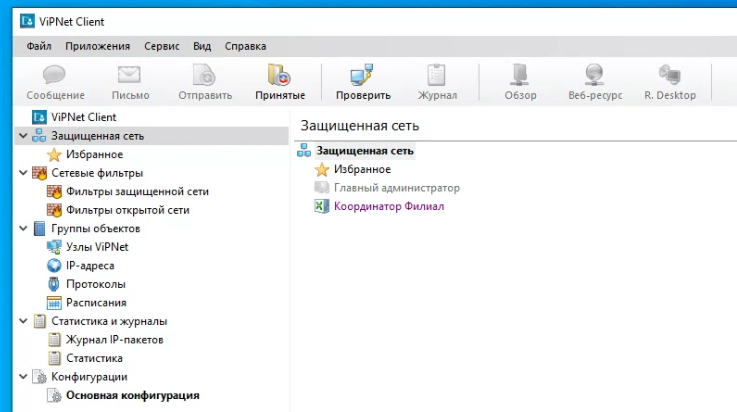 ViPNet Client
Файл Приложения Сервис Вид Справка
Сообщение Письмо Отправить Принятые Проверить Журнал Обзор Веб-ресурс R. Desktop
ViPNet Client
Защищенная сеть
Избранное
Сетевые фильтры
Фильтры защищенной сети
Фильтры открытой сети
Группы объектов
Узлы ViPNet
IP-адреса
Протоколы
Расписания
Статистика и журналы
Журнал IP-пакетов
Статистика
Конфигурации
Основная конфигурация
Защищенная сеть
Защищенная сеть
Избранное
Главный администратор
Координатор Филиал